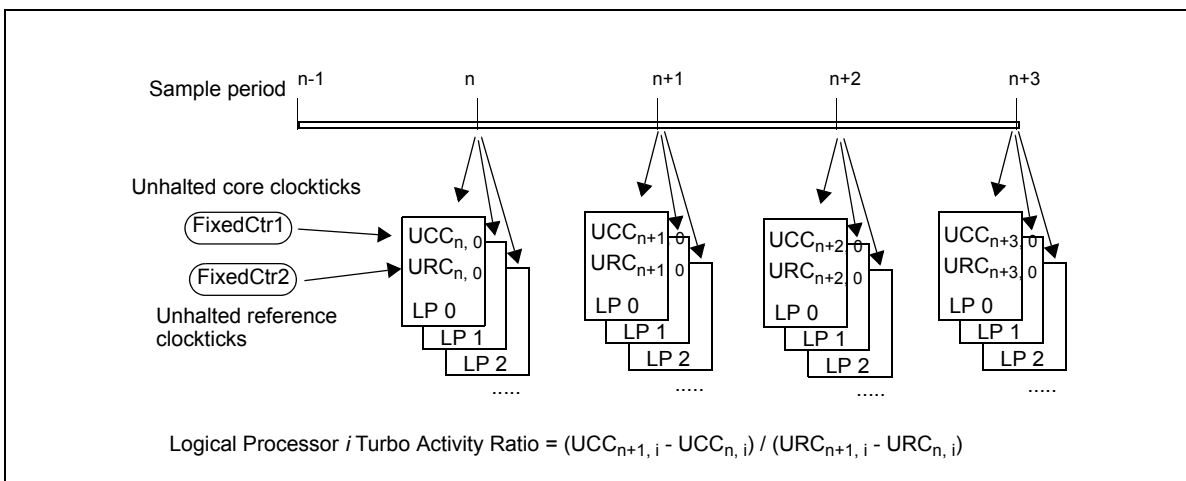 Sample period n-1 n n+1 n+2 n+3
Unhalted core clockticks
FixedCtr1
FixedCtr2
Unhalted reference
clockticks
UCCn, 0
URCn, 0
LP 0
LP 1
LP 2
.....
UCCn+1, 0
URCn+1, 0
LP 0
LP 1
LP 2
.....
UCCn+2, 0
URCn+2, 0
LP 0
LP 1
LP 2
.....
UCCn+3, 0
URCn+3, 0
LP 0
LP 1
LP 2
.....
Logical Processor i Turbo Activity Ratio = (UCCn+1, i - UCCn, i) / (URCn+1, i - URCn, i)